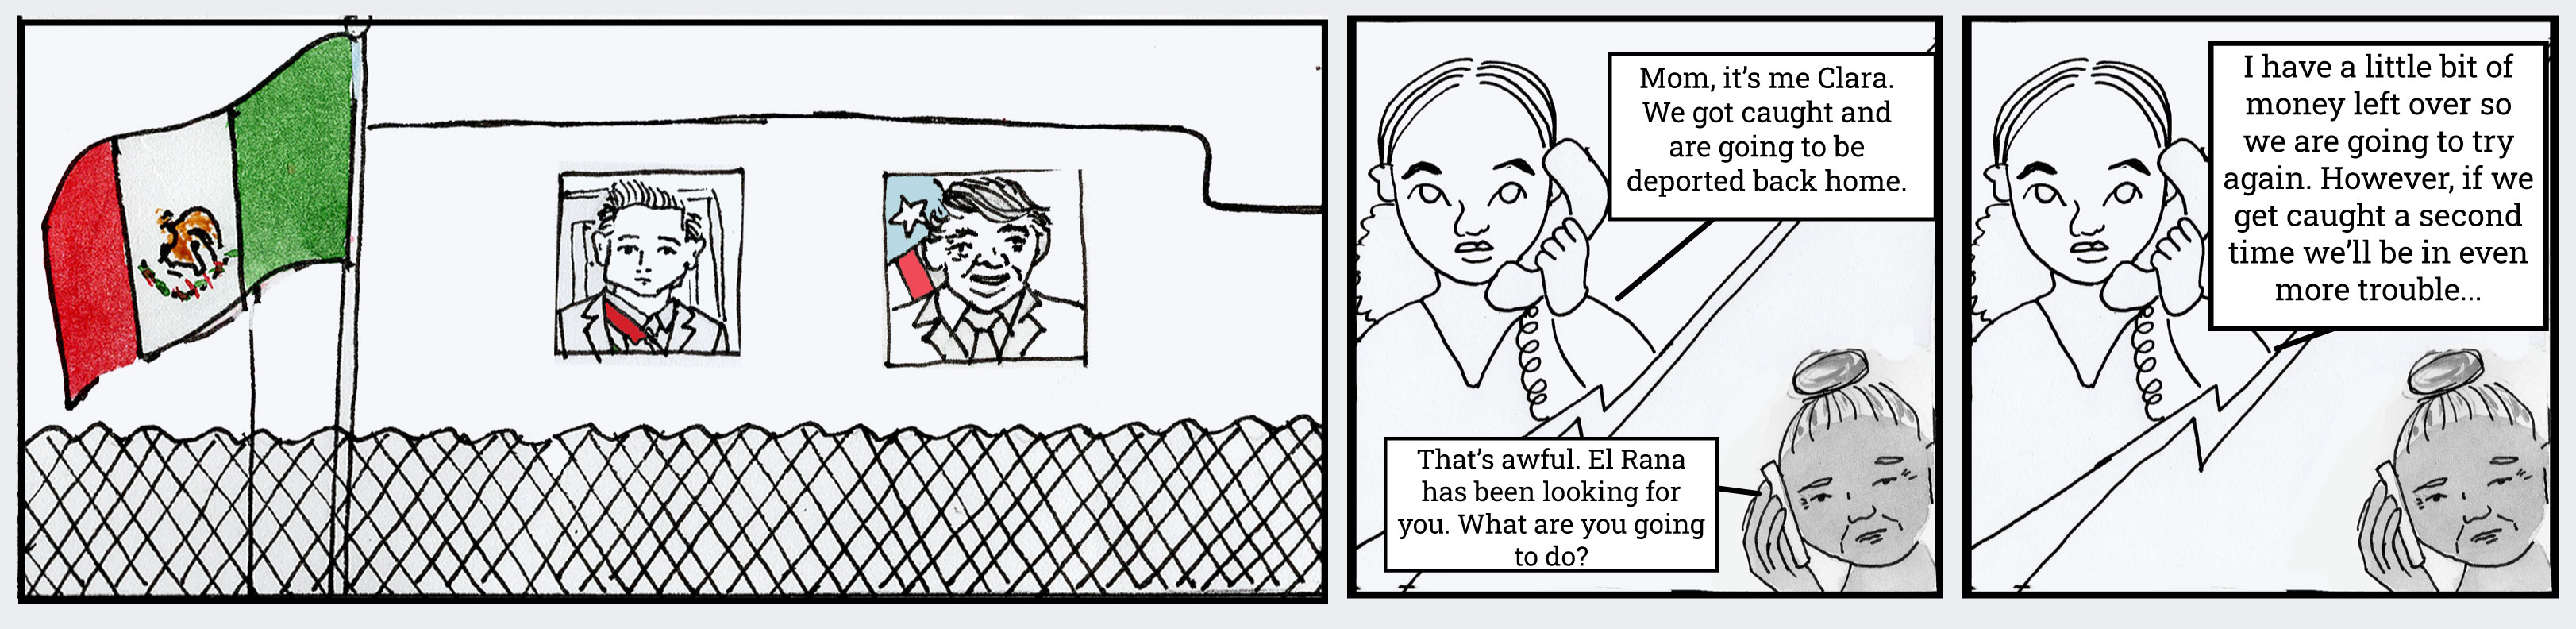 Mom, it’s me Clara.
We got caught and
are going to be
deported back home.
That’s awful. El Rana
has been looking for
you. What are you going
to do?
I have a little bit of
money left over so
we are going to try
again. However, if we
get caught a second
time we’ll be in even
more trouble...